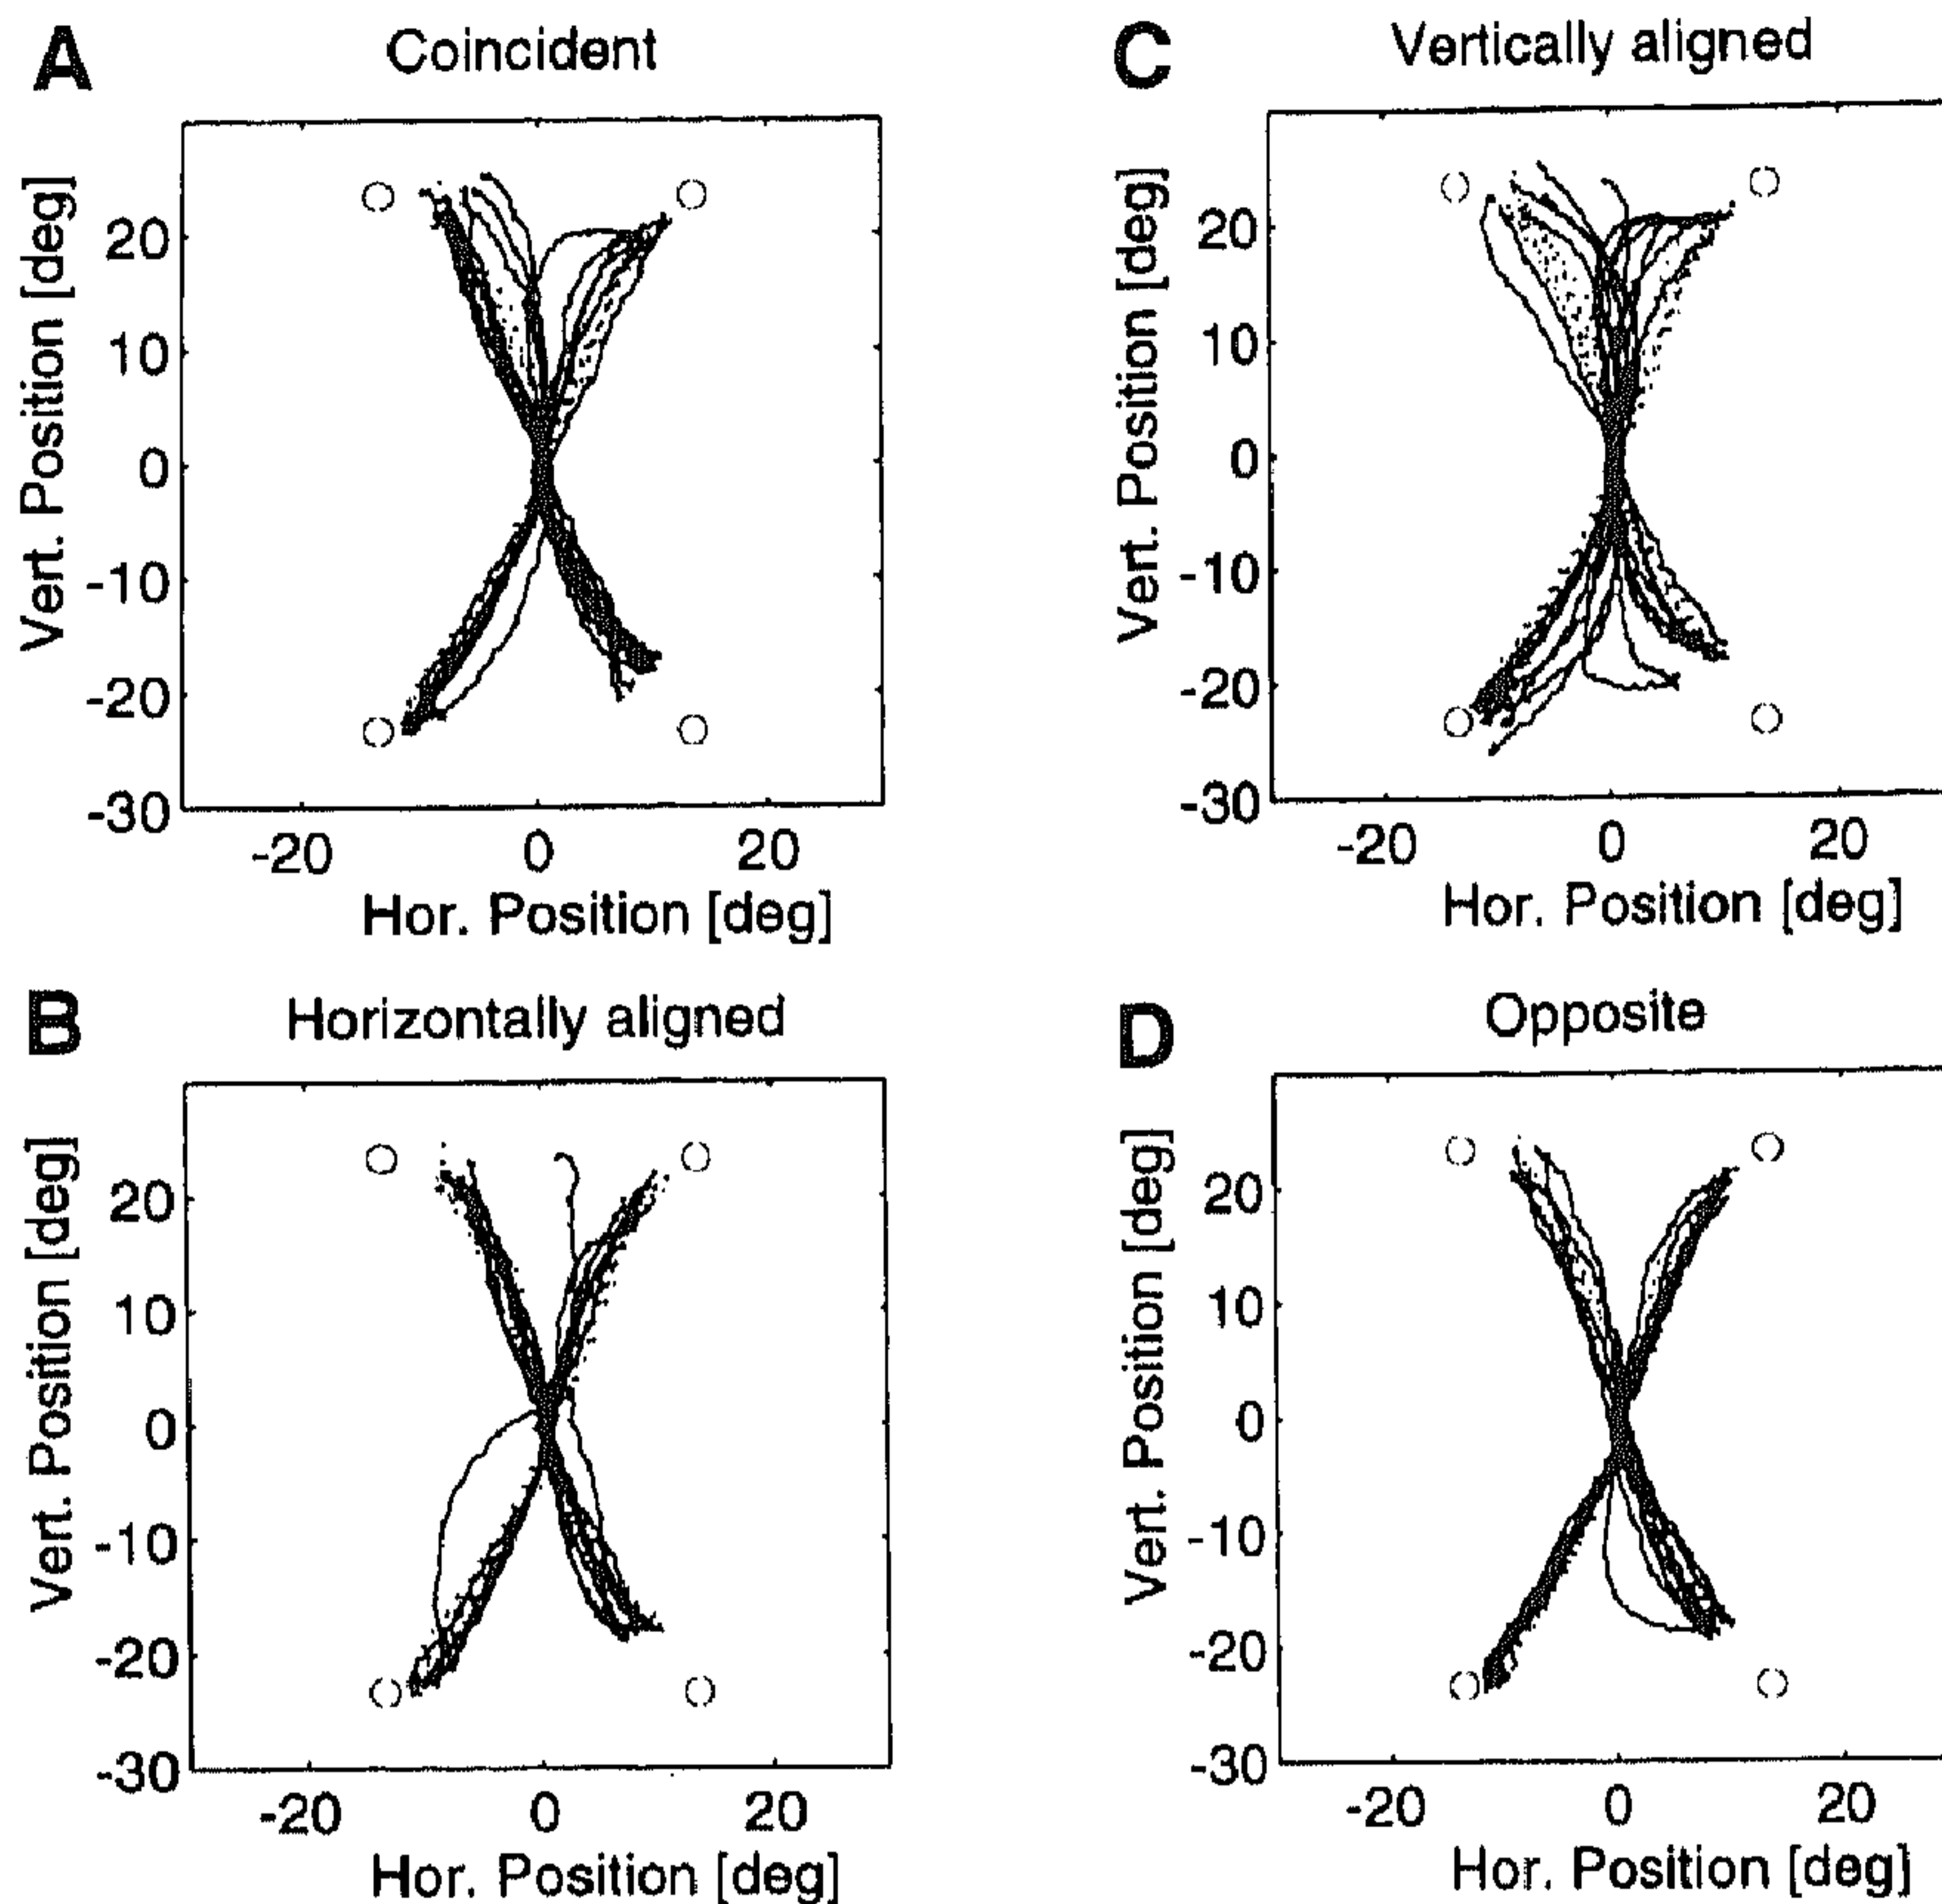 A
Coincident
Vert. Position [deg]
20
10
0
-10
-20
-30
-20
0
20
Hor. Position [deg]
C
Vertically aligned
Vert. Position [deg]
20
10
0
-10
-20
-30
-20
0
20
Hor. Position [deg]
B
Horizontally aligned
Vert. Position [deg]
20
10
0
-10
-20
-30
-20
0
20
Hor. Position [deg]
D
Opposite
Vert. Position [deg]
20
10
0
-10
-20
-30
-20
0
20
Hor. Position [deg]